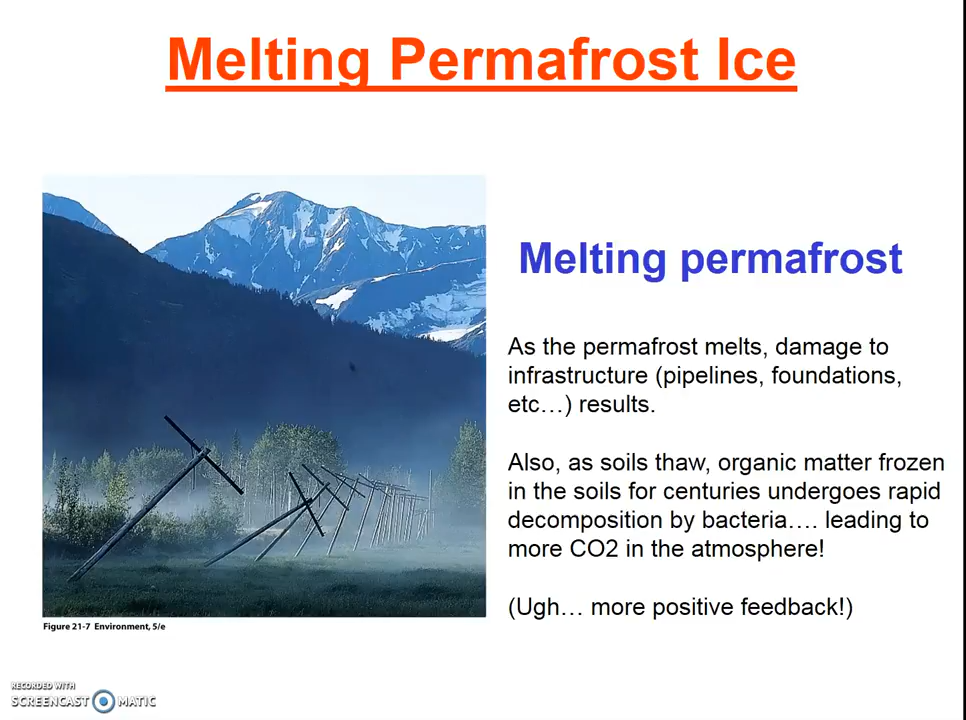 Melting Permafrost Ice
Melting permafrost
As the permafrost melts, damage to
infrastructure (pipelines, foundations,
etc…) results.
Also, as soils thaw, organic matter frozen
in the soils for centuries undergoes rapid
decomposition by bacteria…. leading to
more CO2 in the atmosphere!
(Ugh… more positive feedback!)
Figure 21-7 Environment, 5/e
RECORDED WITH
SCREENCAST MATIC